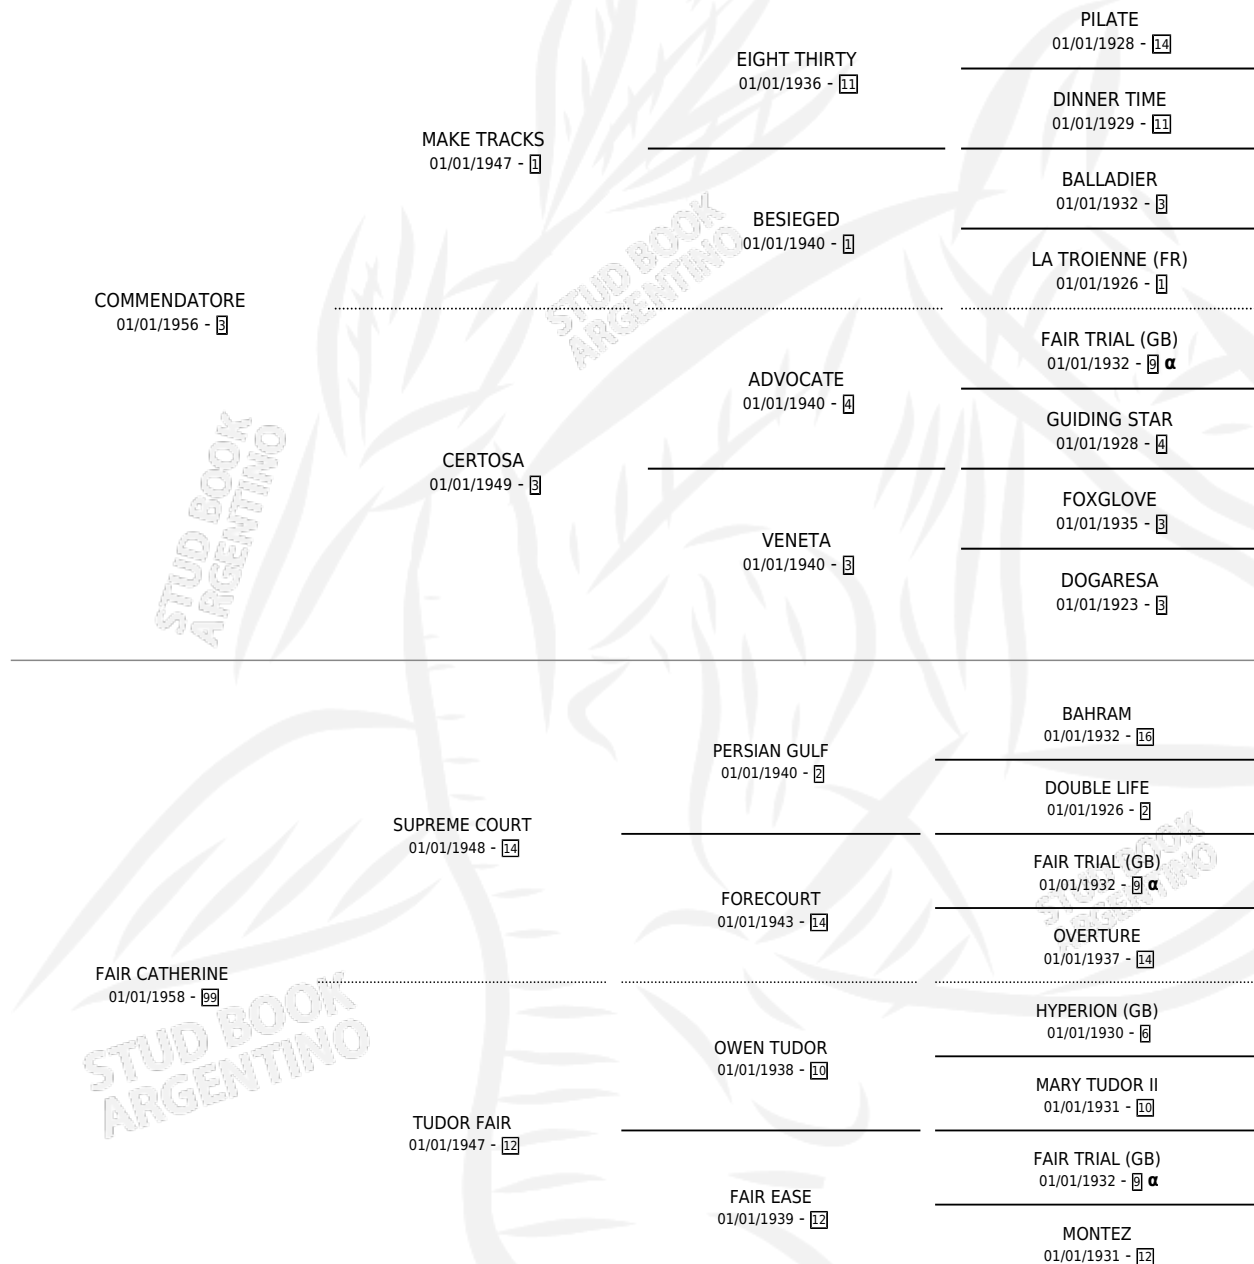 PILATE
01/01/1928 - 14
EIGHT THIRTY
01/01/1936 - 11
DINNER TIME
01/01/1929 - 11
MAKE TRACKS
01/01/1947 - 1
BALLADIER
01/01/1932 - 3
BESIEGED
01/01/1940 - 1
LA TROIENNE (FR)
01/01/1926 - 1
COMMENDATORE
01/01/1956 - 3
FAIR TRIAL (GB)
01/01/1932 - 9 α
ADVOCATE
01/01/1940 - 4
GUIDING STAR
01/01/1928 - 4
CERTOSA
01/01/1949 - 3
FOXGLOVE
01/01/1935 - 3
VENETA
01/01/1940 - 3
DOGARESA
01/01/1923 - 3
BAHRAM
01/01/1932 - 16
PERSIAN GULF
01/01/1940 - 2
DOUBLE LIFE
01/01/1926 - 2
SUPREME COURT
01/01/1948 - 14
FAIR TRIAL (GB)
01/01/1932 - 9 α
FORECOURT
01/01/1943 - 14
OVERTURE
01/01/1937 - 14
FAIR CATHERINE
01/01/1958 - 99
HYPERION (GB)
01/01/1930 - 6
OWEN TUDOR
01/01/1938 - 10
MARY TUDOR II
01/01/1931 - 10
TUDOR FAIR
01/01/1947 - 12
FAIR TRIAL (GB)
01/01/1932 - 9 α
FAIR EASE
01/01/1939 - 12
MONTEZ
01/01/1931 - 12
STUD BOOK
ARGENTINO
STUD BOOK
ARGENTINO
STUD BOOK
ARGENTINO
STUD BOOK
ARGENTINO